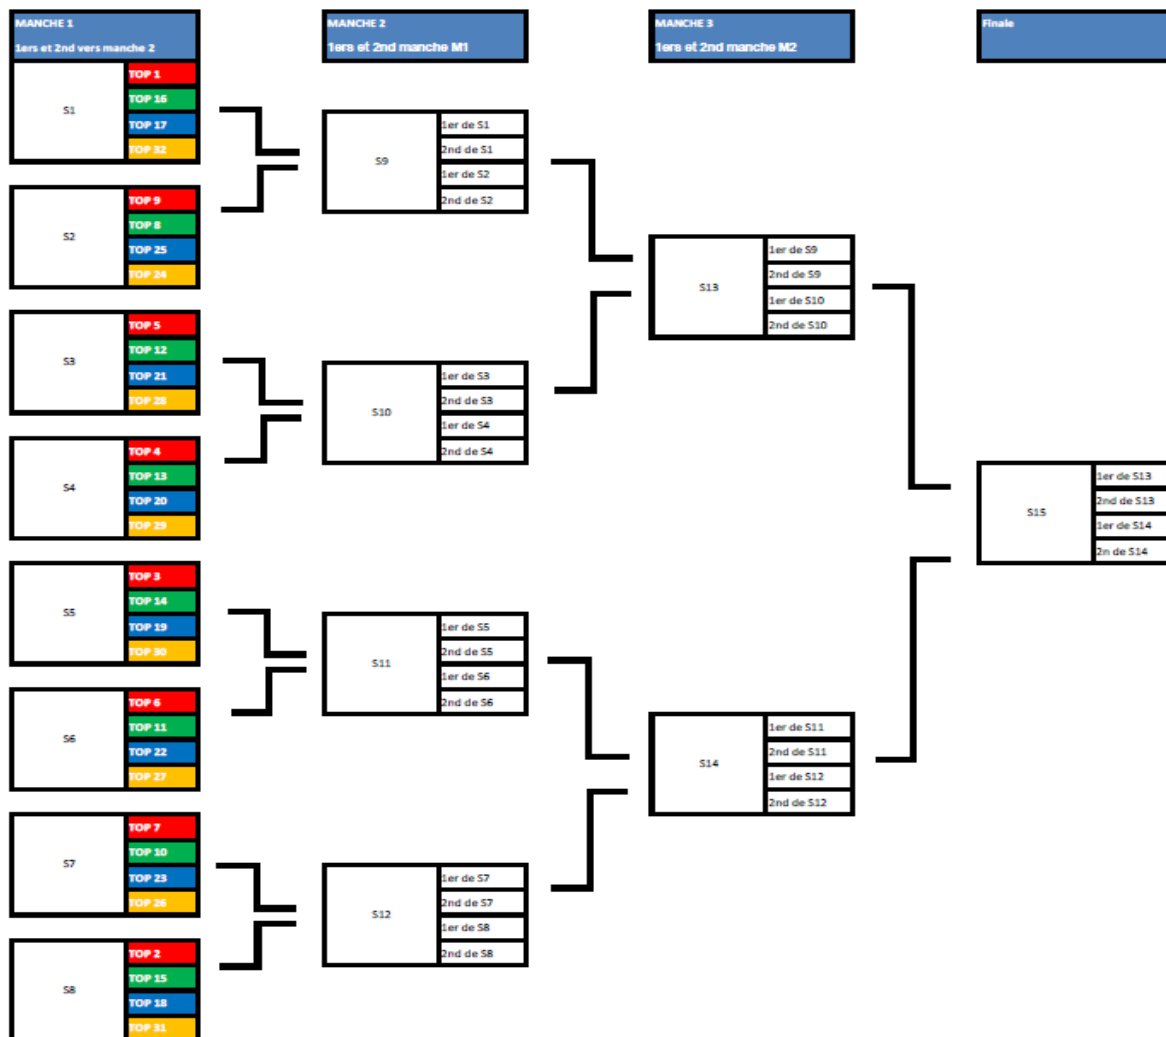 MANCHE 1
1ers et 2nd vers manche 2
S1
TOP 1
TOP 16
TOP 17
TOP 32
S2
TOP 9
TOP 8
TOP 25
TOP 24
S3
TOP 5
TOP 12
TOP 21
TOP 28
S4
TOP 4
TOP 13
TOP 20
TOP 29
S5
TOP 3
TOP 14
TOP 19
TOP 30
S6
TOP 6
TOP 11
TOP 22
TOP 27
S7
TOP 7
TOP 10
TOP 23
TOP 26
S8
TOP 2
TOP 15
TOP 18
TOP 31
MANCHE 2
1ers et 2nd manche M1
S9
1er de S1
2nd de S1
1er de S2
2nd de S2
S10
1er de S3
2nd de S3
1er de S4
2nd de S4
S11
1er de S5
2nd de S5
1er de S6
2nd de S6
S12
1er de S7
2nd de S7
1er de S8
2nd de S8
MANCHE 3
1ers et 2nd manche M2
S13
1er de S9
2nd de S9
1er de S10
2nd de S10
S14
1er de S11
2nd de S11
1er de S12
2nd de S12
Finale
S15
1er de S13
2nd de S13
1er de S14
2n de S14